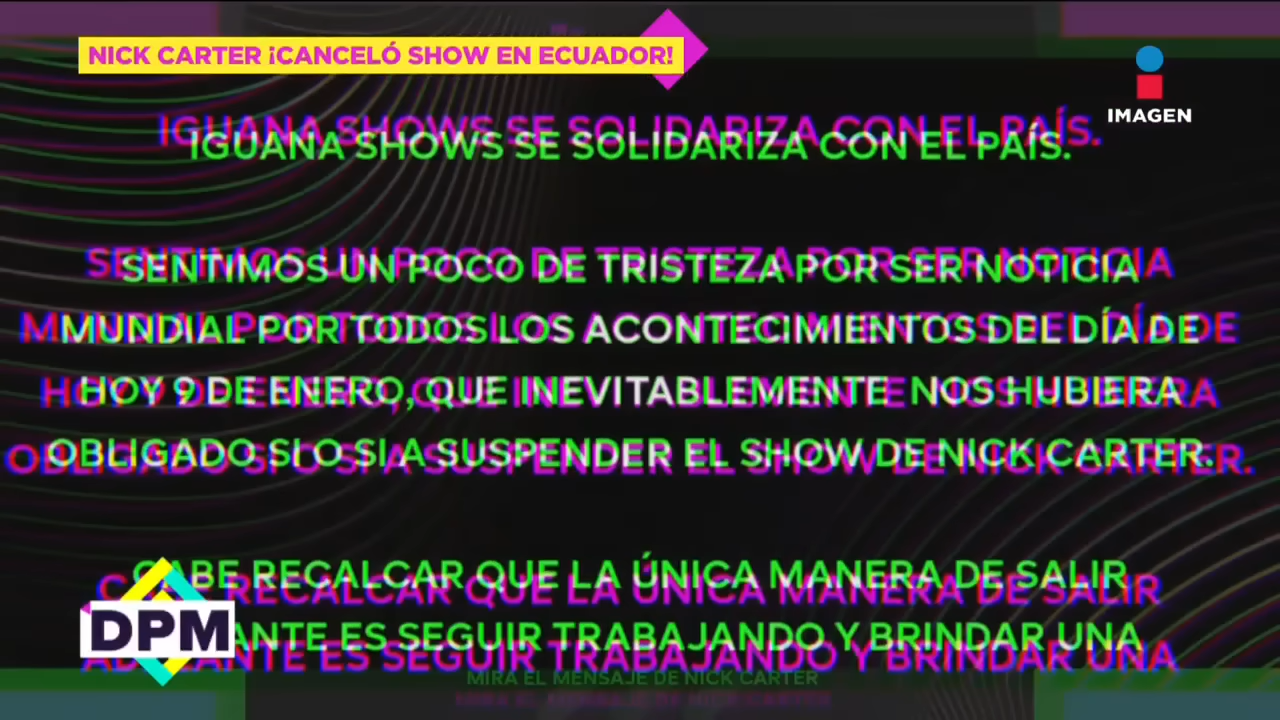 NICK CARTER ¡CANCELÓ SHOW EN ECUADOR!
IMAGEN
IGUANA SHOWS SE SOLIDARIZA CON EL PAÍS.
SENTIMOS UN POCO DE TRISTEZA POR SER NOTICIA
MUNDIAL POR TODOS LOS ACONTECIMIENTOS DEL DÍA DE
HOY 9 DE ENERO, QUE INEVITABLEMENTE NOS HUBIERA
OBLIGADO SI O SI A SUSPENDER EL SHOW DE NICK CARTER.
CABE RECALCAR QUE LA ÚNICA MANERA DE SALIR
ADELANTE ES SEGUIR TRABAJANDO Y BRINDAR UNA
DPM
MIRA EL MENSAJE DE NICK CARTER